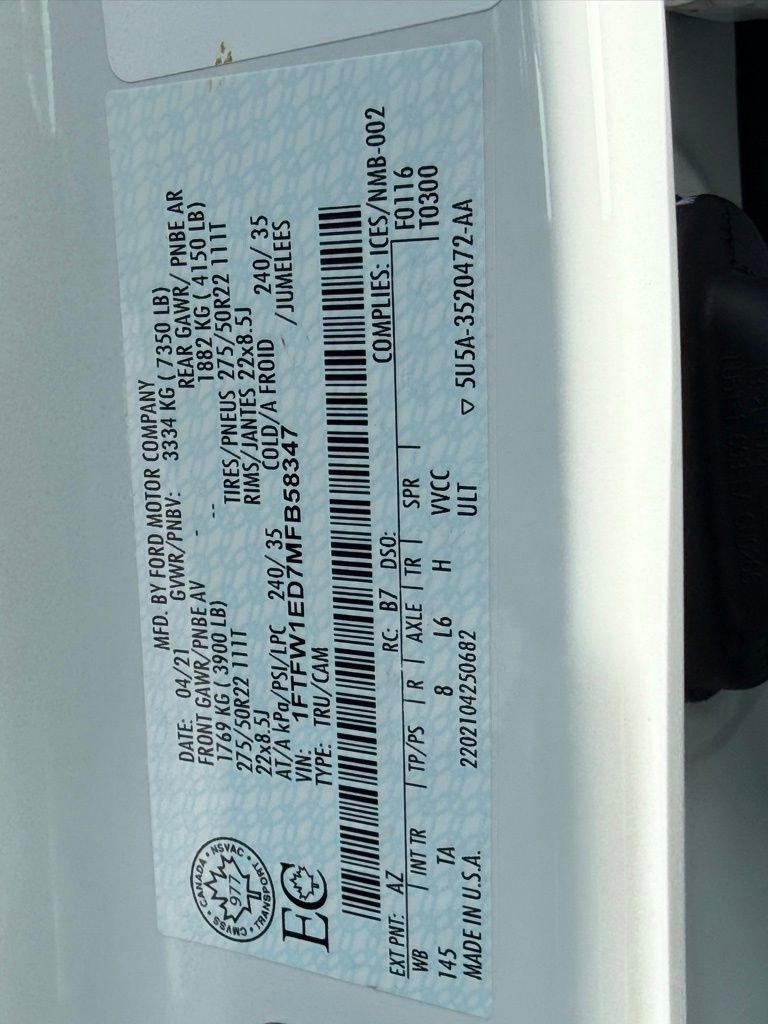 MFD. BY FORD MOTOR COMPANY
DATE: 04/21 GVWR/PNBV: 3334 KG ( 7350 LB)
FRONT GAWR/PNBE AV - REAR GAWR/ PNBE AR
1769 KG ( 3900 LB) -- 1882 KG ( 4150 LB)
275/50R22 111T TIRES/PNEUS 275/50R22 111T
22x8.5J RIMS/JANTES 22x8.5J
AT/A kPa/PSI/LPC 240/ 35 COLD/A FROID 240/ 35
VIN: 1FTFW1ED7MFB58347 /JUMELEES
TYPE: TRU/CAM
CANADA • NSVAC • TRANSPORT • CMVSS •
977
EC
COMPLIES: ICES/NMB-002
EXT PNT: AZ RC: B7 DSO: F0116
WB INT TR TP/PS R AXLE TR SPR T0300
145 TA 8 L6 H VVCC
MADE IN U.S.A. 2202104250682 ULT ▽ 5U5A-3520472-AA